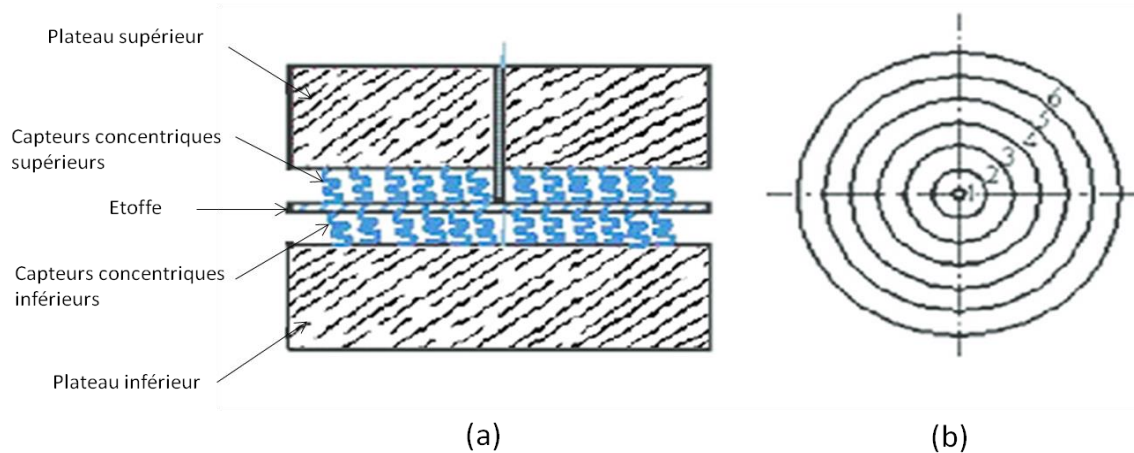 Plateau supérieur
Capteurs concentriques
supérieurs
Etoffe
Capteurs concentriques
inférieurs
Plateau inférieur
(a)
1
2
3
4
5
6
(b)